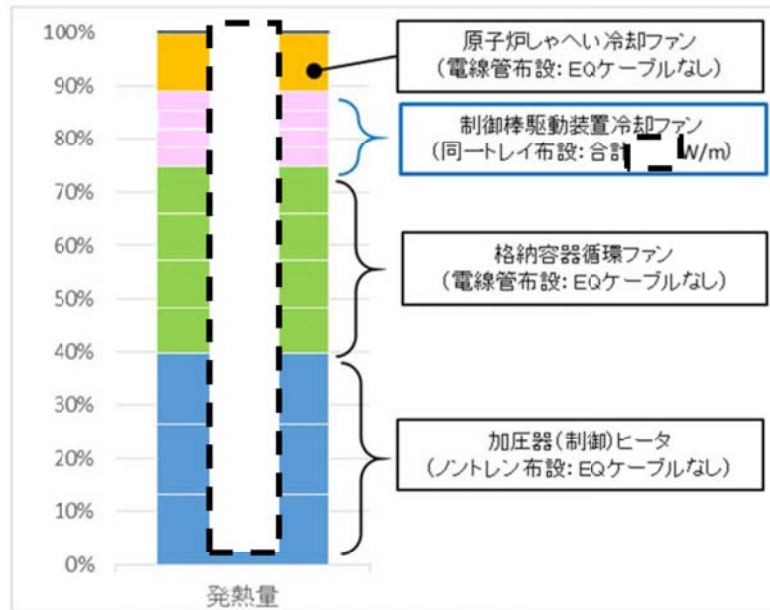 100%
90%
80%
70%
60%
50%
40%
30%
20%
10%
0%
発熱量
原子炉しゃへい冷却ファン
(電線管布設: EQケーブルなし)
制御棒駆動装置冷却ファン
(同一トレイ布設: 合計 W/m)
格納容器循環ファン
(電線管布設: EQケーブルなし)
加圧器(制御)ヒータ
(ノントレン布設: EQケーブルなし)